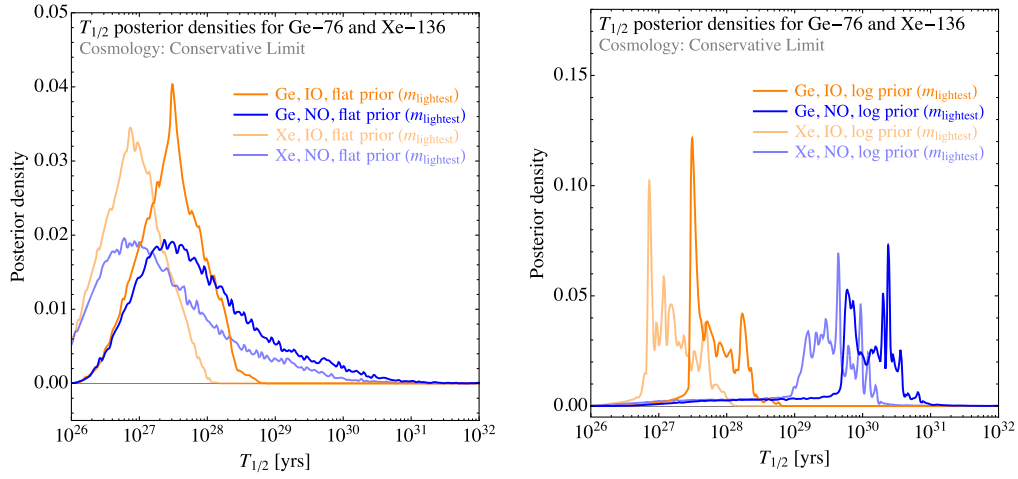 T1/2 posterior densities for Ge−76 and Xe−136
Cosmology: Conservative Limit
Ge, IO, flat prior (mlightest)
Ge, NO, flat prior (mlightest)
Xe, IO, flat prior (mlightest)
Xe, NO, flat prior (mlightest)
Posterior density
0.05
0.04
0.03
0.02
0.01
0.00
10^26
10^27
10^28
10^29
10^30
10^31
10^32
T1/2 [yrs]
T1/2 posterior densities for Ge−76 and Xe−136
Cosmology: Conservative Limit
Ge, IO, log prior (mlightest)
Ge, NO, log prior (mlightest)
Xe, IO, log prior (mlightest)
Xe, NO, log prior (mlightest)
Posterior density
0.15
0.10
0.05
0.00
10^26
10^27
10^28
10^29
10^30
10^31
10^32
T1/2 [yrs]